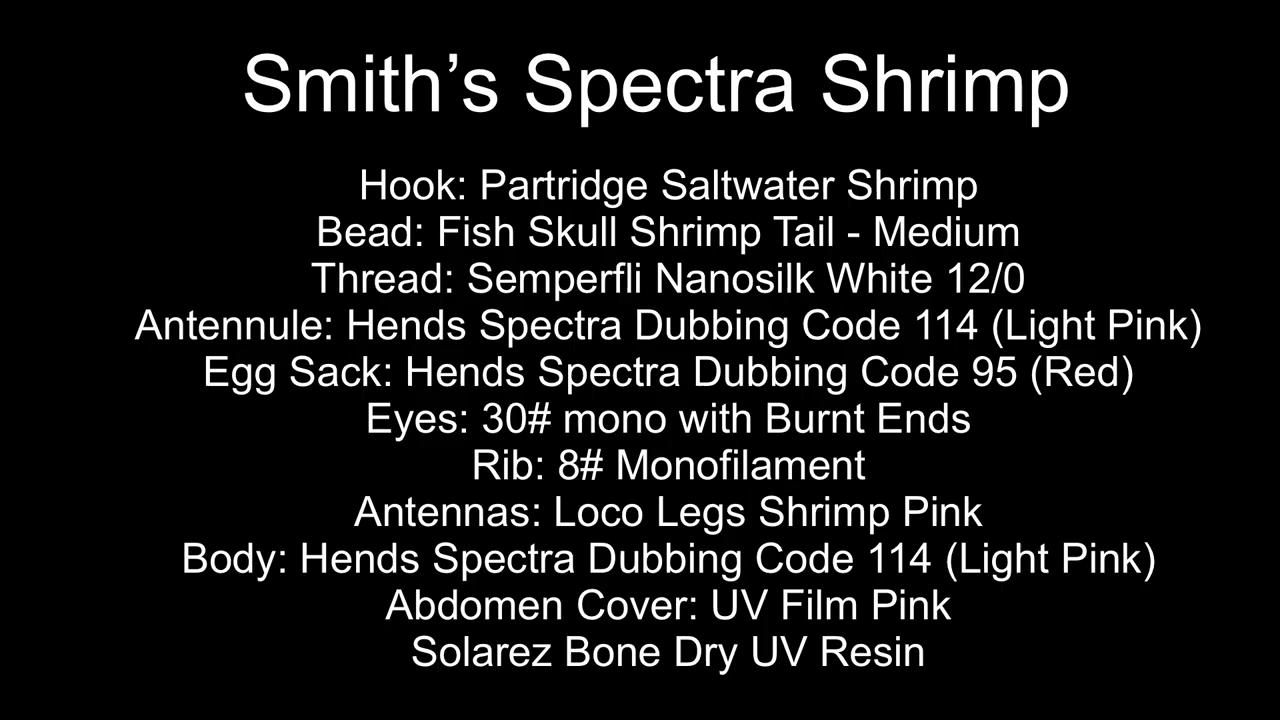 Smith’s Spectra Shrimp
Hook: Partridge Saltwater Shrimp
Bead: Fish Skull Shrimp Tail - Medium
Thread: Semperfli Nanosilk White 12/0
Antennule: Hends Spectra Dubbing Code 114 (Light Pink)
Egg Sack: Hends Spectra Dubbing Code 95 (Red)
Eyes: 30# mono with Burnt Ends
Rib: 8# Monofilament
Antennas: Loco Legs Shrimp Pink
Body: Hends Spectra Dubbing Code 114 (Light Pink)
Abdomen Cover: UV Film Pink
Solarez Bone Dry UV Resin